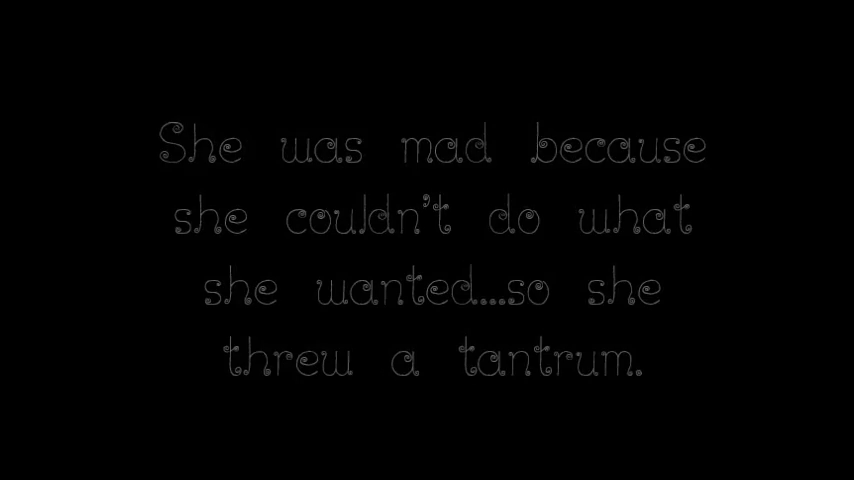 She was mad because
she couldn't do what
she wanted....so she
threw a tantrum.